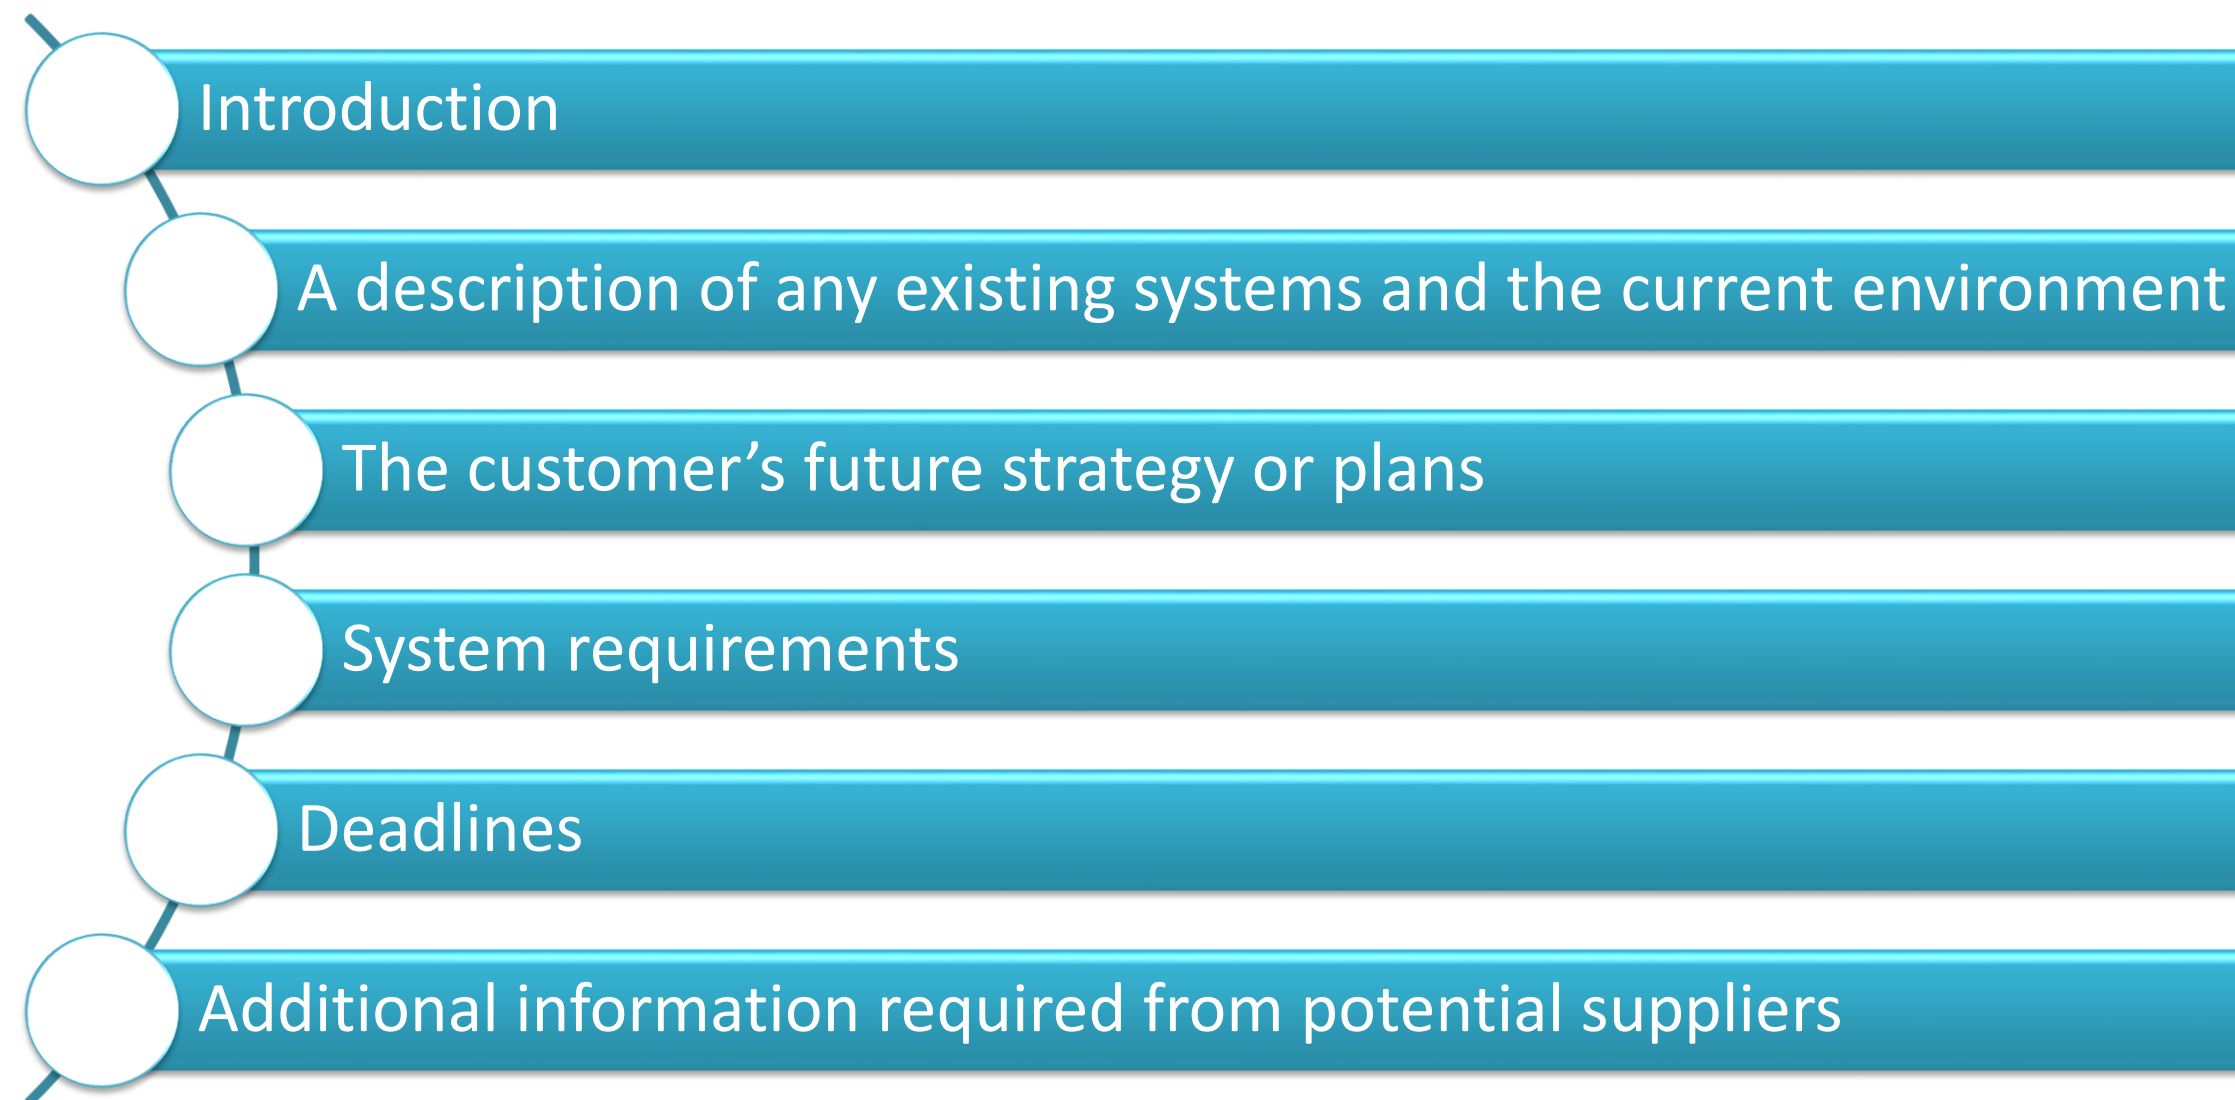 Introduction
A description of any existing systems and the current environment
The customer’s future strategy or plans
System requirements
Deadlines
Additional information required from potential suppliers